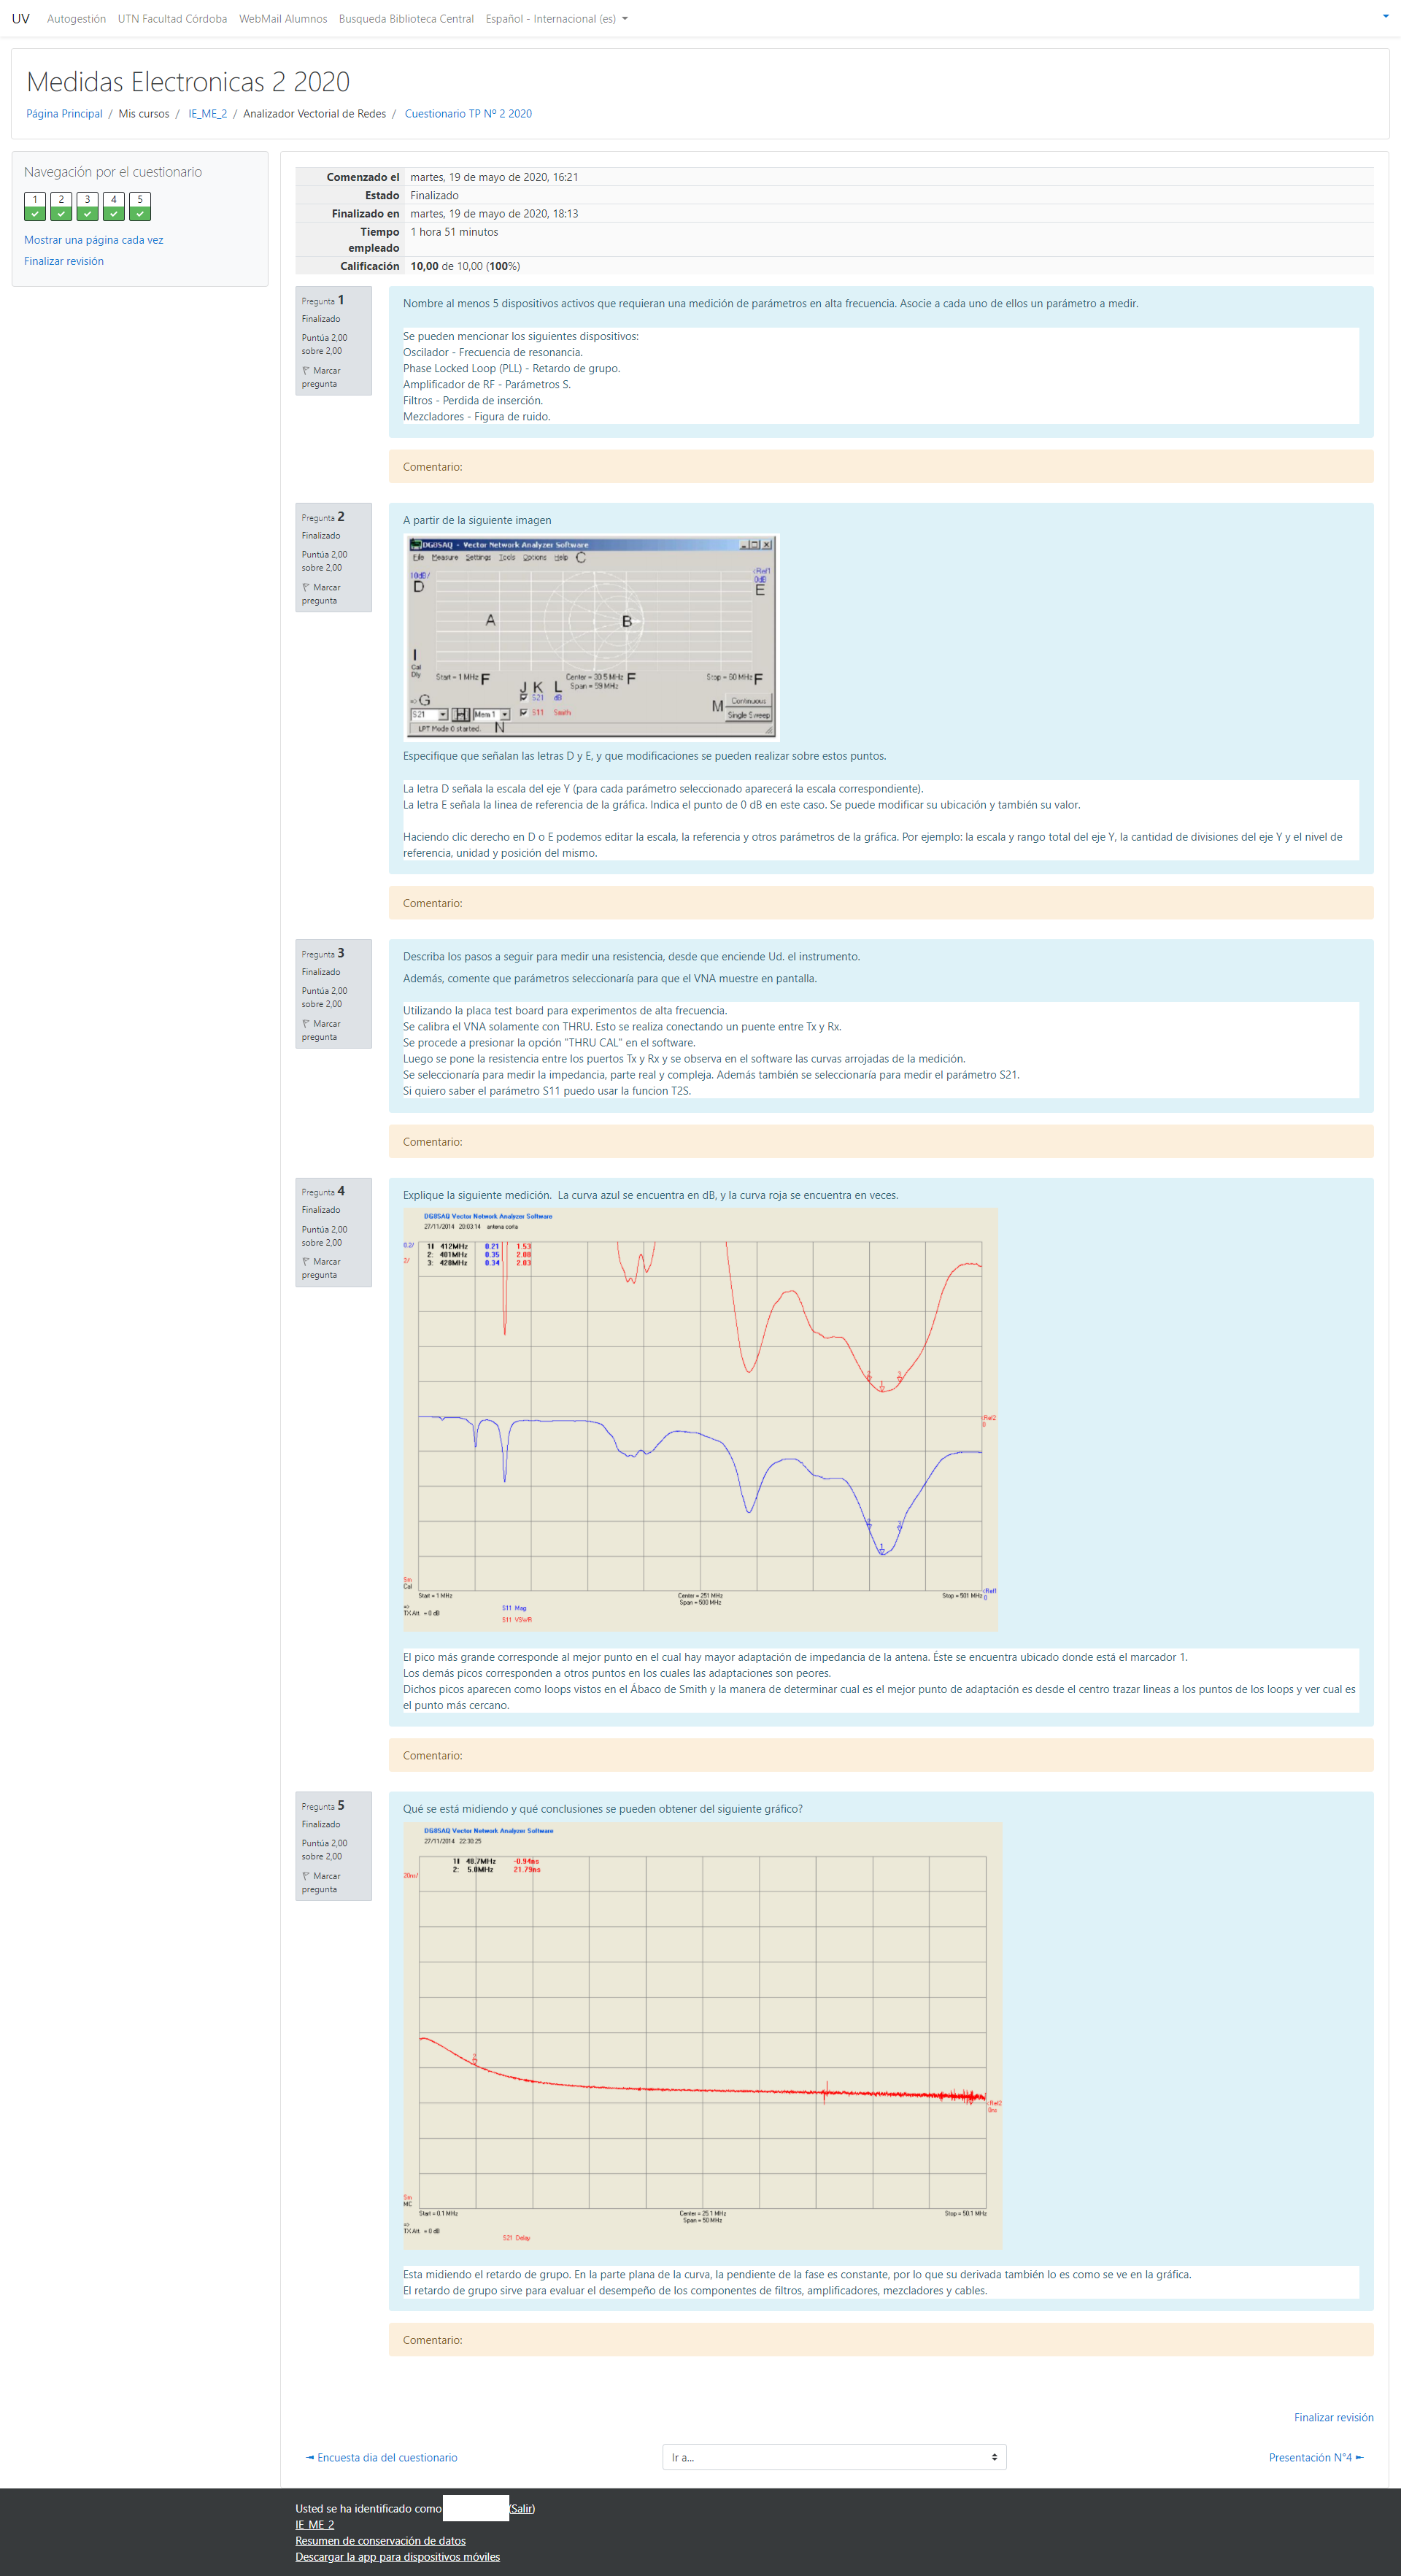 UV Autogestión UTN Facultad Córdoba WebMail Alumnos Busqueda Biblioteca Central Español - Internacional (es)
Medidas Electronicas 2 2020
Página Principal / Mis cursos / IE_ME_2 / Analizador Vectorial de Redes / Cuestionario TP Nº 2 2020
Navegación por el cuestionario
1 2 3 4 5
Mostrar una página cada vez
Finalizar revisión
Comenzado el martes, 19 de mayo de 2020, 16:21
Estado Finalizado
Finalizado en martes, 19 de mayo de 2020, 18:13
Tiempo empleado 1 hora 51 minutos
Calificación 10,00 de 10,00 (100%)
Pregunta 1
Finalizado
Puntúa 2,00
sobre 2,00
Marcar
pregunta
Nombre al menos 5 dispositivos activos que requieran una medición de parámetros en alta frecuencia. Asocie a cada uno de ellos un parámetro a medir.
Se pueden mencionar los siguientes dispositivos:
Oscilador - Frecuencia de resonancia.
Phase Locked Loop (PLL) - Retardo de grupo.
Amplificador de RF - Parámetros S.
Filtros - Perdida de inserción.
Mezcladores - Figura de ruido.
Comentario:
Pregunta 2
Finalizado
Puntúa 2,00
sobre 2,00
Marcar
pregunta
A partir de la siguiente imagen
DG8SAQ - Vector Network Analyzer Software
File Measure Settings Tools Options Help C
10dB/ <Ref1
D 0dB
E
A B
I
Cal
Dly
Start = 1 MHz F Center = 30.5 MHz F Stop = 60 MHz F
Span = 59 MHz
J K L
=> G S21 dB
S21 H Mem 1 S11 Smith
M Continuous
Single Sweep
LPT Mode 0 started. N
Especifique que señalan las letras D y E, y que modificaciones se pueden realizar sobre estos puntos.
La letra D señala la escala del eje Y (para cada parámetro seleccionado aparecerá la escala correspondiente).
La letra E señala la linea de referencia de la gráfica. Indica el punto de 0 dB en este caso. Se puede modificar su ubicación y también su valor.
Haciendo clic derecho en D o E podemos editar la escala, la referencia y otros parámetros de la gráfica. Por ejemplo: la escala y rango total del eje Y, la cantidad de divisiones del eje Y y el nivel de
referencia, unidad y posición del mismo.
Comentario:
Pregunta 3
Finalizado
Puntúa 2,00
sobre 2,00
Marcar
pregunta
Describa los pasos a seguir para medir una resistencia, desde que enciende Ud. el instrumento.
Además, comente que parámetros seleccionaría para que el VNA muestre en pantalla.
Utilizando la placa test board para experimentos de alta frecuencia.
Se calibra el VNA solamente con THRU. Esto se realiza conectando un puente entre Tx y Rx.
Se procede a presionar la opción "THRU CAL" en el software.
Luego se pone la resistencia entre los puertos Tx y Rx y se observa en el software las curvas arrojadas de la medición.
Se seleccionaría para medir la impedancia, parte real y compleja. Además también se seleccionaría para medir el parámetro S21.
Si quiero saber el parámetro S11 puedo usar la funcion T2S.
Comentario:
Pregunta 4
Finalizado
Puntúa 2,00
sobre 2,00
Marcar
pregunta
Explique la siguiente medición. La curva azul se encuentra en dB, y la curva roja se encuentra en veces.
DG8SAQ Vector Network Analyzer Software
27/11/2014 20:03:14 antena corta
0.2/ 1: 412MHz 0.21 1.53
2/ 2: 401MHz 0.35 2.08
3: 428MHz 0.34 2.03
<Ref2
0
Sm
Cal
Start = 1 MHz Center = 251 MHz Stop = 501 MHz <Ref1
Span = 500 MHz 0
=>
TX Att. = 0 dB S11 Mag
S11 VSWR
El pico más grande corresponde al mejor punto en el cual hay mayor adaptación de impedancia de la antena. Éste se encuentra ubicado donde está el marcador 1.
Los demás picos corresponden a otros puntos en los cuales las adaptaciones son peores.
Dichos picos aparecen como loops vistos en el Ábaco de Smith y la manera de determinar cual es el mejor punto de adaptación es desde el centro trazar lineas a los puntos de los loops y ver cual es
el punto más cercano.
Comentario:
Pregunta 5
Finalizado
Puntúa 2,00
sobre 2,00
Marcar
pregunta
Qué se está midiendo y qué conclusiones se pueden obtener del siguiente gráfico?
DG8SAQ Vector Network Analyzer Software
27/11/2014 22:30:25
1: 48.7MHz -0.94ns
20ns/ 2: 5.0MHz 21.79ns
<Ref2
0ns
Sm
MC
Start = 0.1 MHz Center = 25.1 MHz Stop = 50.1 MHz
Span = 50 MHz
=>
TX Att. = 0 dB
S21 Delay
Esta midiendo el retardo de grupo. En la parte plana de la curva, la pendiente de la fase es constante, por lo que su derivada también lo es como se ve en la gráfica.
El retardo de grupo sirve para evaluar el desempeño de los componentes de filtros, amplificadores, mezcladores y cables.
Comentario:
Finalizar revisión
◄ Encuesta dia del cuestionario Ir a... Presentación N°4 ►
Usted se ha identificado como (Salir)
IE_ME_2
Resumen de conservación de datos
Descargar la app para dispositivos móviles